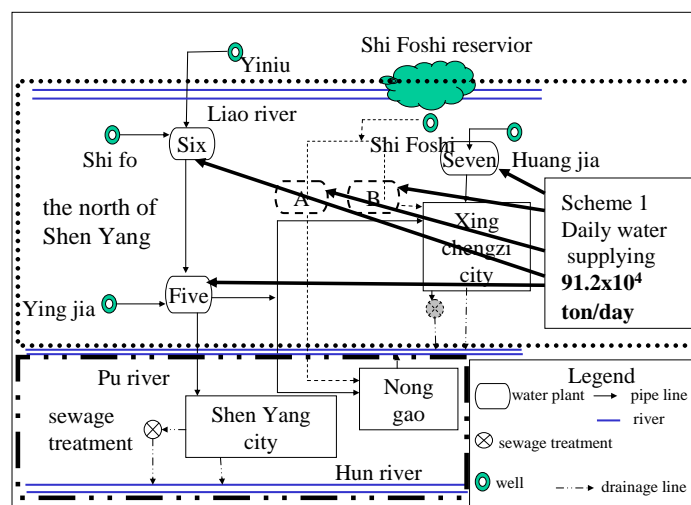 Shi Foshi reservior
Yiniu
Liao river
Shi fo
Six
Shi Foshi
Seven
Huang jia
the north of
Shen Yang
A
B
Xing
chengzi
city
Scheme 1
Daily water
supplying
91.2x10⁴
ton/day
Ying jia
Five
Pu river
Nong
gao
sewage
treatment
Shen Yang
city
Hun river
Legend
water plant
pipe line
river
sewage treatment
well
drainage line